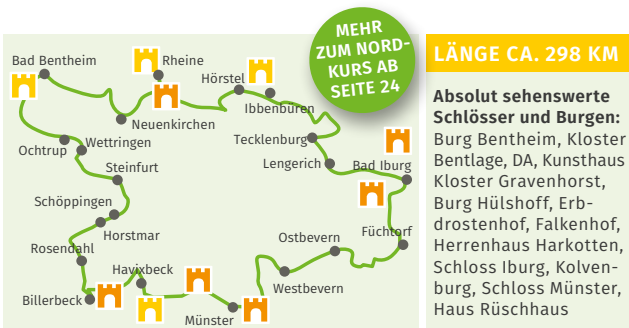 MEHR
ZUM NORD-
KURS AB
SEITE 24
Bad Bentheim
Rheine
Hörstel
Ibbenbüren
Neuenkirchen
Tecklenburg
Ochtrup
Wettringen
Lengerich
Bad Iburg
Steinfurt
Schöppingen
Horstmar
Füchtorf
Ostbevern
Rosendahl
Havixbeck
Westbevern
Billerbeck
Münster
LÄNGE CA. 298 KM
Absolut sehenswerte
Schlösser und Burgen:
Burg Bentheim, Kloster
Bentlage, DA, Kunsthaus
Kloster Gravenhorst,
Burg Hülshoff, Erb-
drostenhof, Falkenhof,
Herrenhaus Harkotten,
Schloss Iburg, Kolven-
burg, Schloss Münster,
Haus Rüschhaus